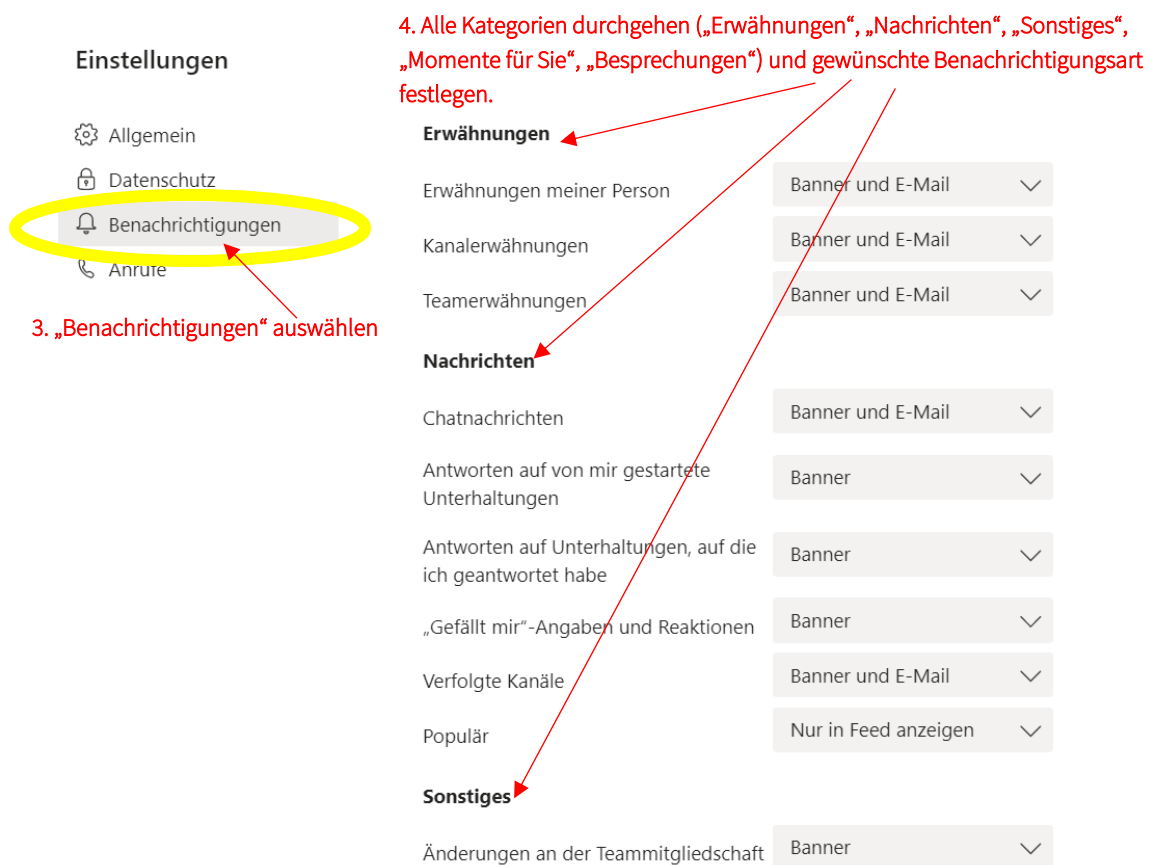 4. Alle Kategorien durchgehen („Erwähnungen“, „Nachrichten“, „Sonstiges“,
„Momente für Sie“, „Besprechungen“) und gewünschte Benachrichtigungsart
festlegen.
Einstellungen
Allgemein
Datenschutz
Benachrichtigungen
Anrufe
3. „Benachrichtigungen“ auswählen
Erwähnungen
Erwähnungen meiner Person Banner und E-Mail
Kanalerwähnungen Banner und E-Mail
Teamerwähnungen Banner und E-Mail
Nachrichten
Chatnachrichten Banner und E-Mail
Antworten auf von mir gestartete
Unterhaltungen
Banner
Antworten auf Unterhaltungen, auf die
ich geantwortet habe
Banner
„Gefällt mir“-Angaben und Reaktionen Banner
Verfolgte Kanäle Banner und E-Mail
Populär Nur in Feed anzeigen
Sonstiges
Änderungen an der Teammitgliedschaft Banner